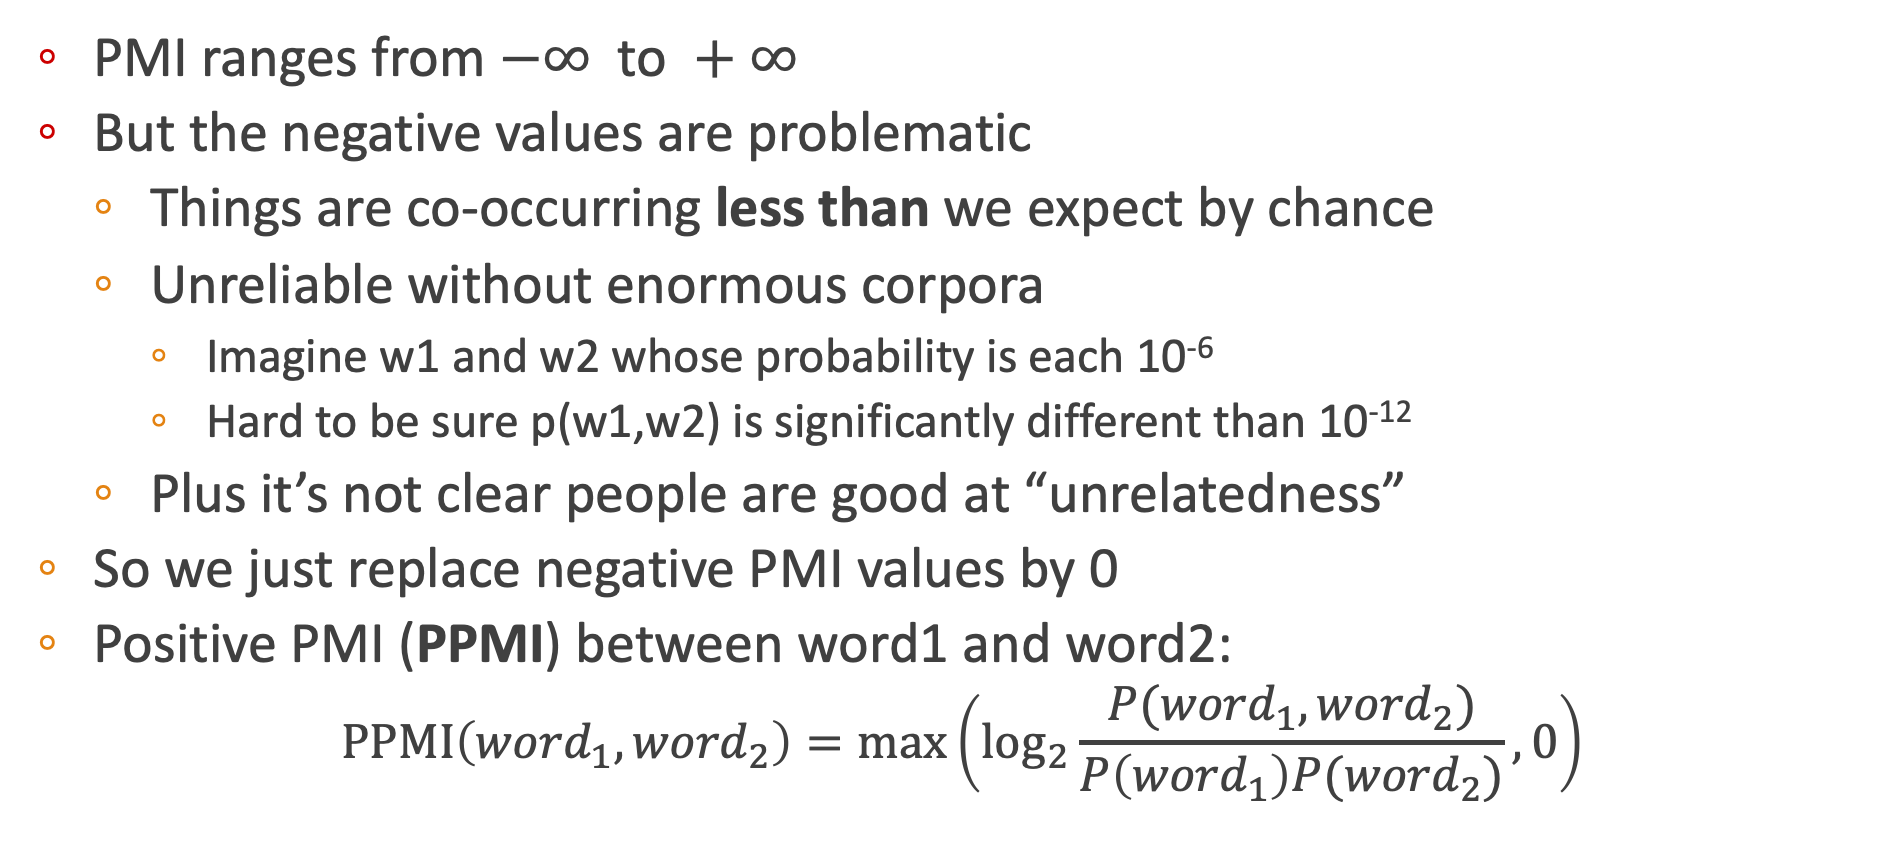 ◦ PMI ranges from −∞ to + ∞
◦ But the negative values are problematic
◦ Things are co-occurring less than we expect by chance
◦ Unreliable without enormous corpora
◦ Imagine w1 and w2 whose probability is each 10⁻⁶
◦ Hard to be sure p(w1,w2) is significantly different than 10⁻¹²
◦ Plus it’s not clear people are good at “unrelatedness”
◦ So we just replace negative PMI values by 0
◦ Positive PMI (PPMI) between word1 and word2:
PPMI(word₁, word₂) = max(log₂ P(word₁, word₂) / P(word₁)P(word₂), 0)